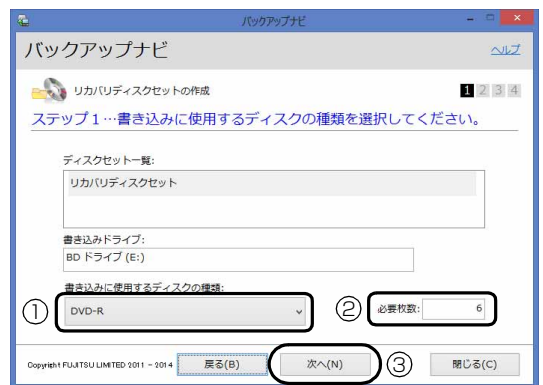 バックアップナビ
バックアップナビ
ヘルプ
リカバリディスクセットの作成
1 2 3 4
ステップ1…書き込みに使用するディスクの種類を選択してください。
ディスクセット一覧:
リカバリディスクセット
書き込みドライブ:
BD ドライブ (E:)
書き込みに使用するディスクの種類:
① DVD-R
② 必要枚数: 6
Copyright FUJITSU LIMITED 2011 - 2014
戻る(B)
次へ(N) ③
閉じる(C)